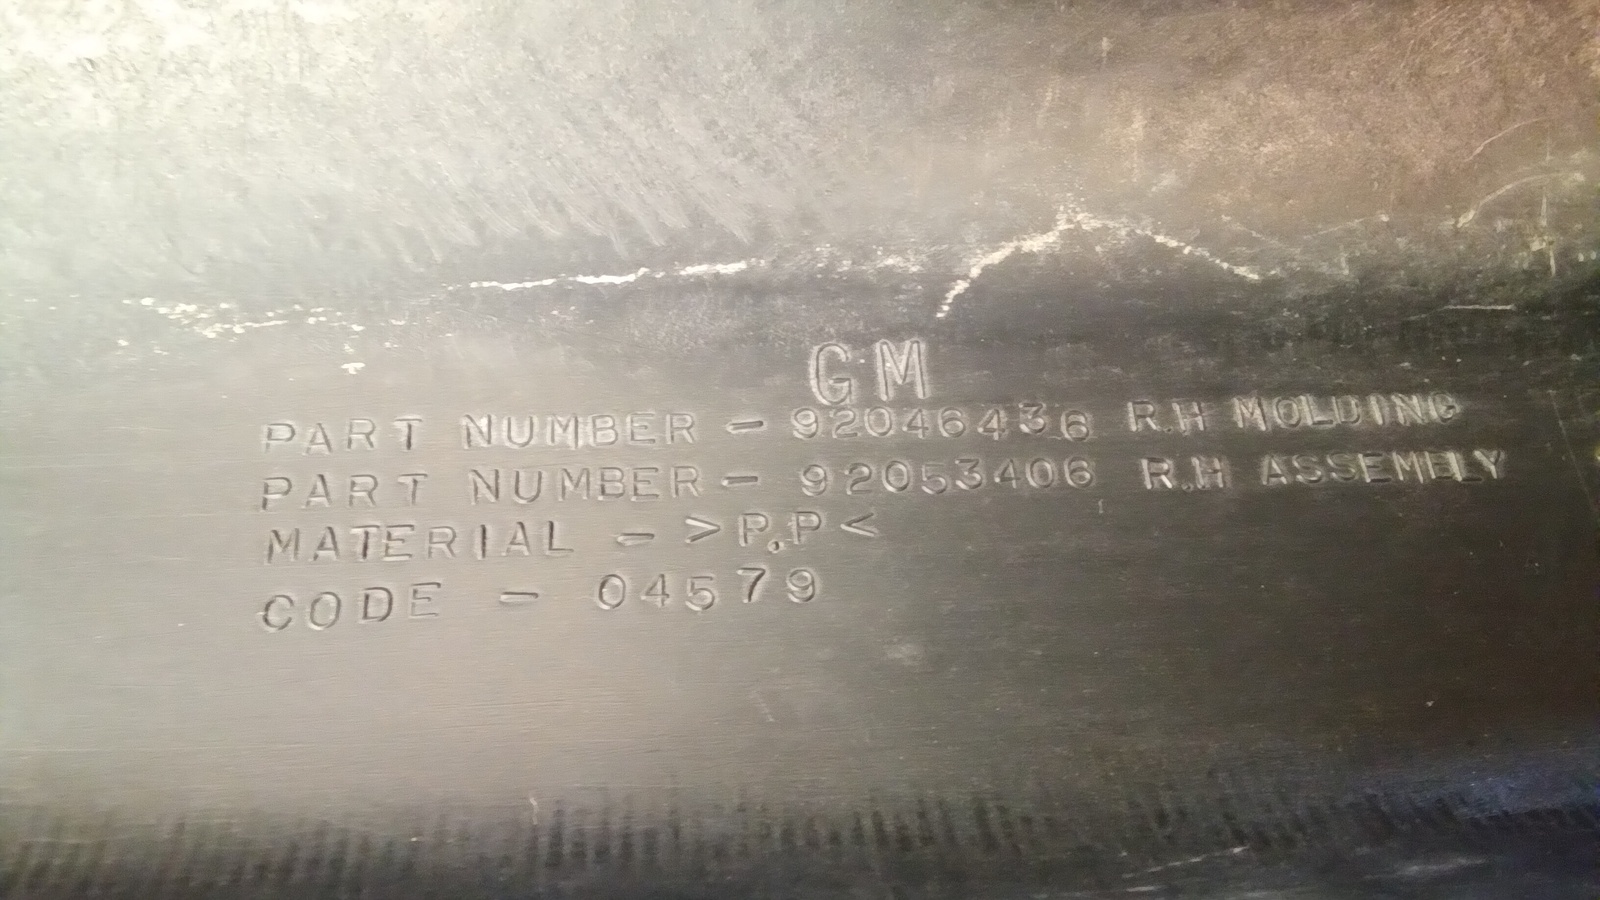 GM
PART NUMBER - 92046436 R.H MOLDING
PART NUMBER - 92053406 R.H ASSEMBLY
MATERIAL - >P.P<
CODE - 04579